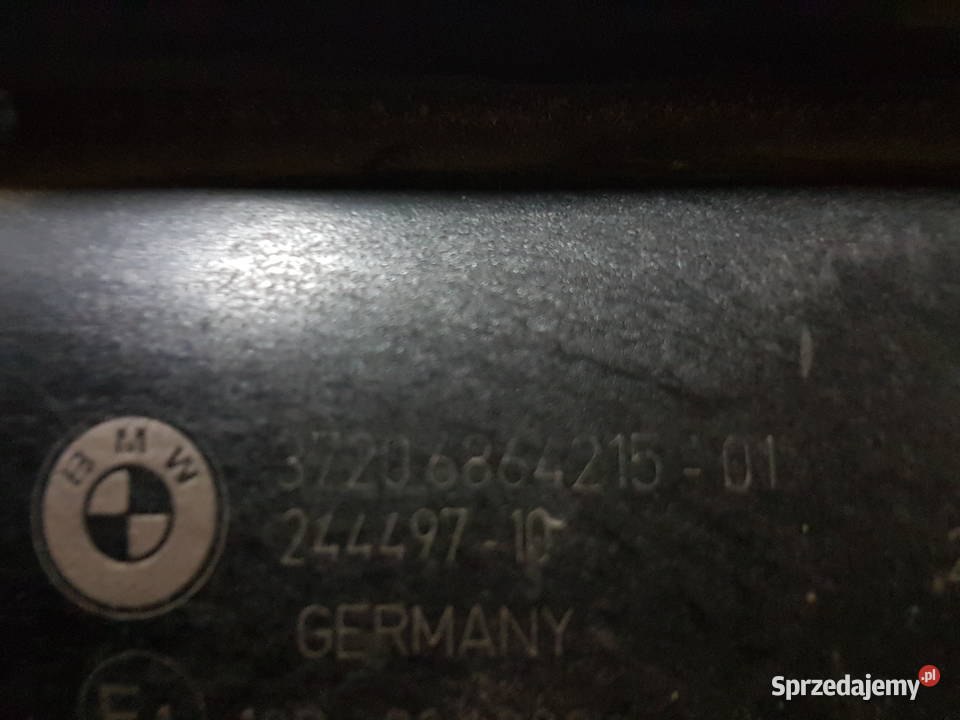 BMW
3720 6864215-01
244497-10
GERMANY
Sprzedajemy.pl